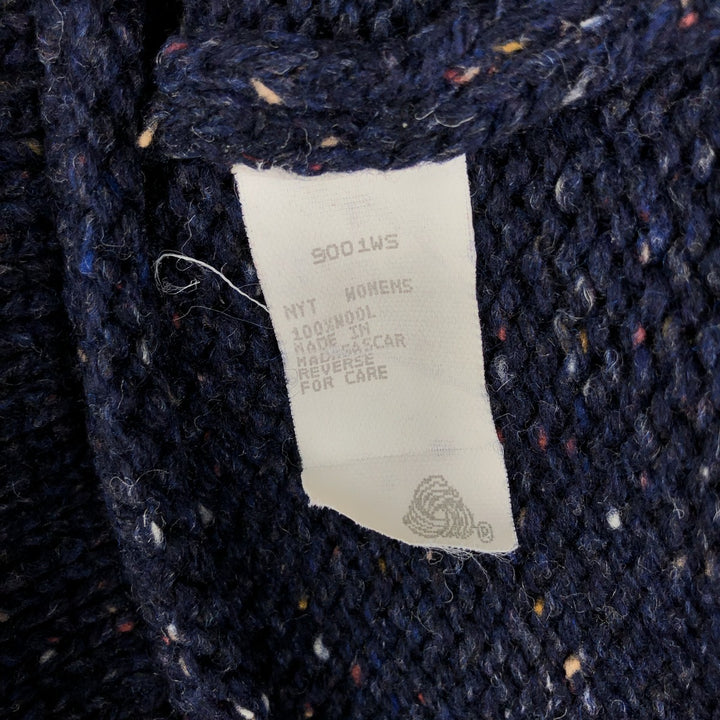 9001WS
NYT WOMENS
100%WOOL
MADE IN
MADAGASCAR
REVERSE
FOR CARE
®